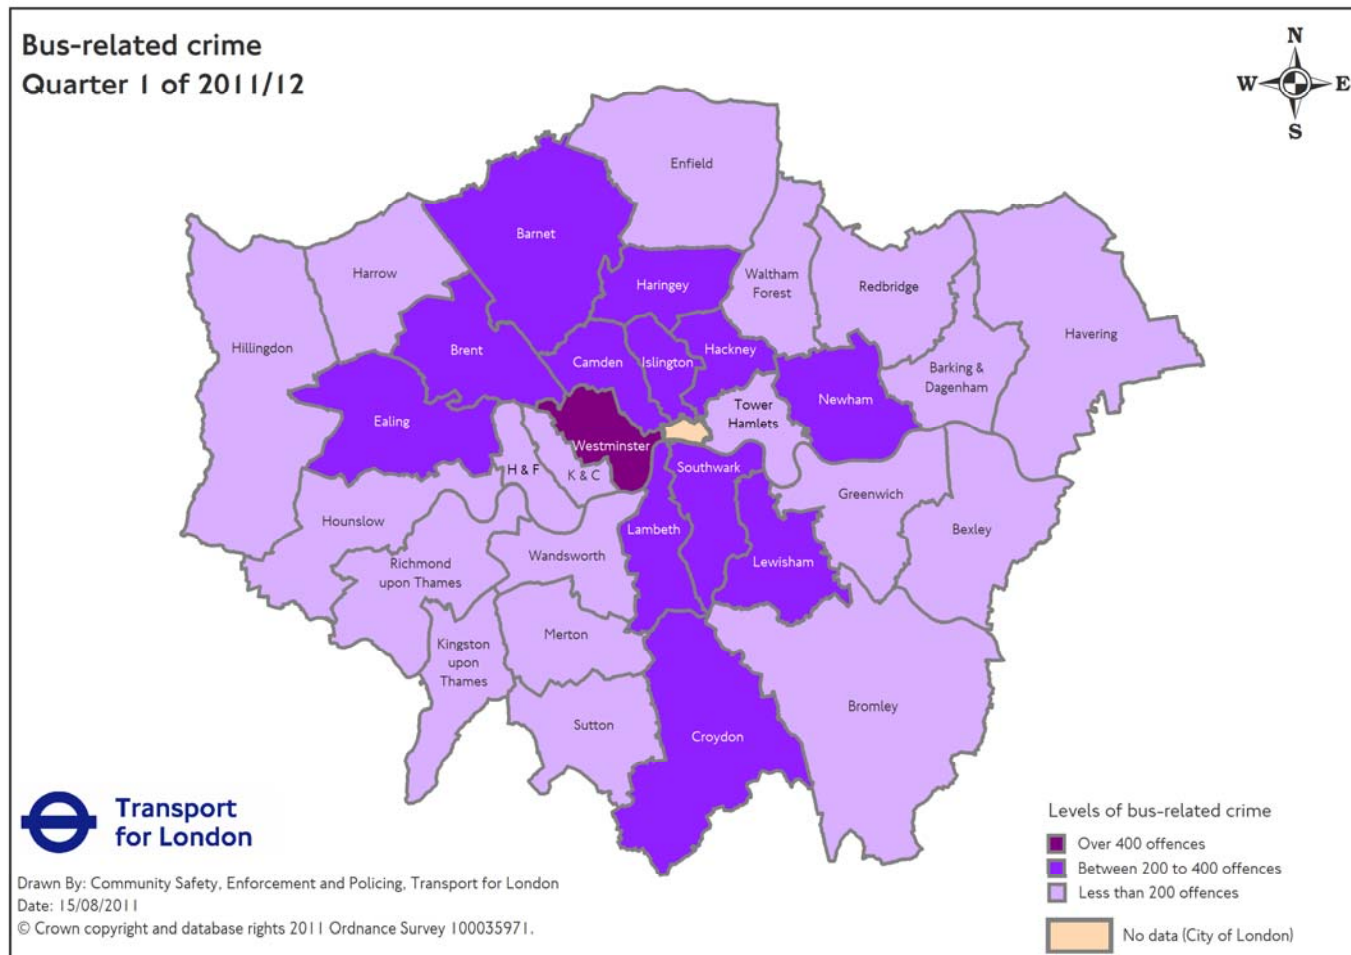 Bus-related crime
Quarter 1 of 2011/12
N
W
E
S
Enfield
Barnet
Harrow
Haringey
Waltham
Forest
Redbridge
Havering
Hillingdon
Brent
Camden
Islington
Hackney
Barking &
Dagenham
Ealing
Newham
Tower
Hamlets
Westminster
H & F
K & C
Southwark
Greenwich
Hounslow
Lambeth
Bexley
Wandsworth
Richmond
upon Thames
Lewisham
Merton
Kingston
upon
Thames
Bromley
Sutton
Croydon
Transport
for London
Levels of bus-related crime
Over 400 offences
Between 200 to 400 offences
Less than 200 offences
No data (City of London)
Drawn By: Community Safety, Enforcement and Policing, Transport for London
Date: 15/08/2011
© Crown copyright and database rights 2011 Ordnance Survey 100035971.